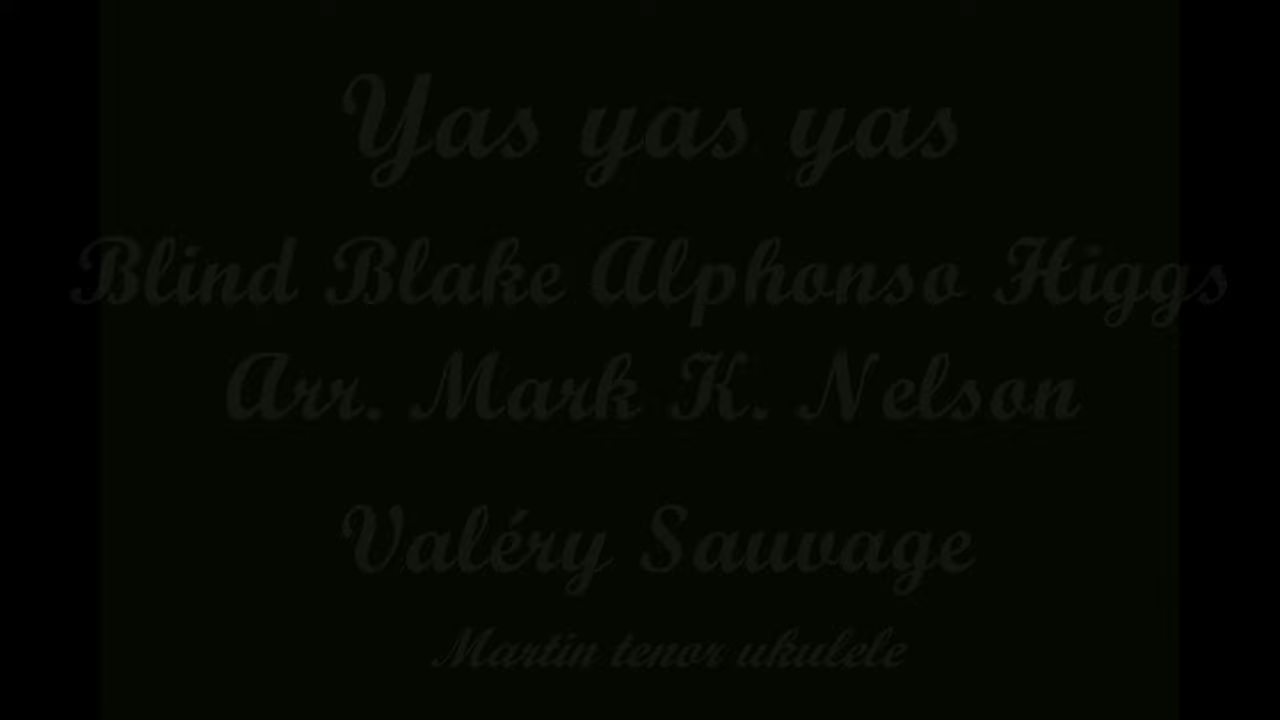 Yas yas yas
Blind Blake Alphonso Higgs
Arr. Mark K. Nelson
Valéry Sauvage
Martin tenor ukulele